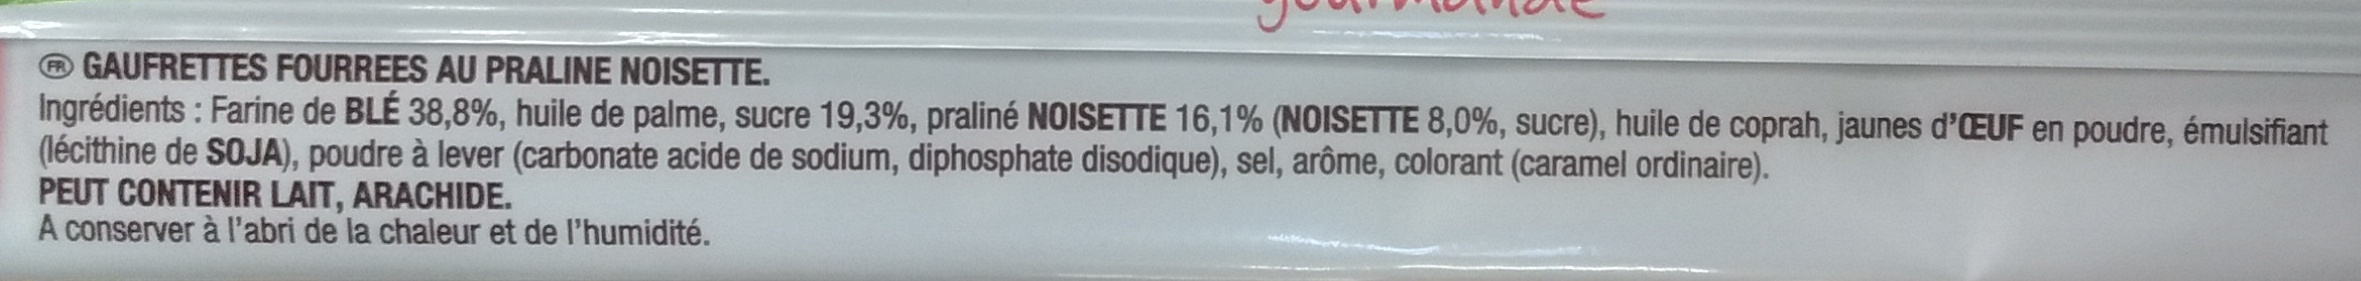 gourmande
FR GAUFRETTES FOURREES AU PRALINE NOISETTE.
Ingrédients : Farine de BLÉ 38,8%, huile de palme, sucre 19,3%, praliné NOISETTE 16,1% (NOISETTE 8,0%, sucre), huile de coprah, jaunes d'ŒUF en poudre, émulsifiant
(lécithine de SOJA), poudre à lever (carbonate acide de sodium, diphosphate disodique), sel, arôme, colorant (caramel ordinaire).
PEUT CONTENIR LAIT, ARACHIDE.
A conserver à l'abri de la chaleur et de l'humidité.